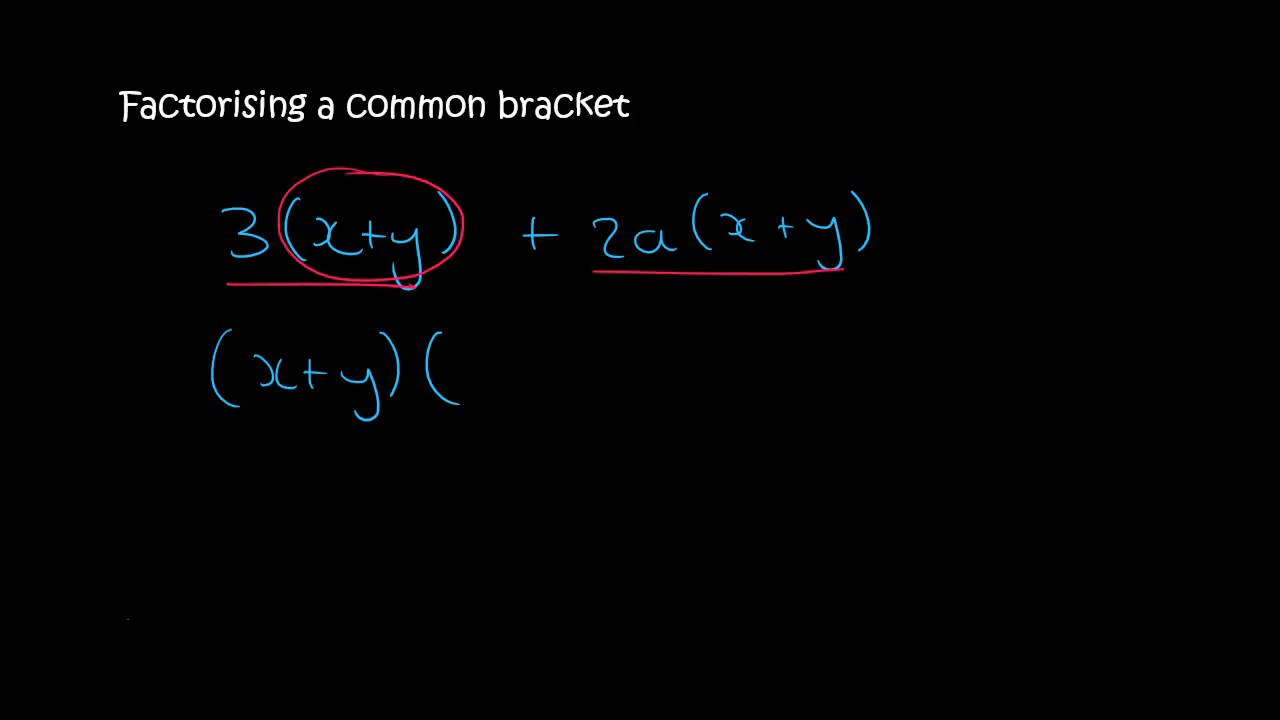 Factorising a common bracket
3(x+y) + 2a(x+y)
(x+y)(